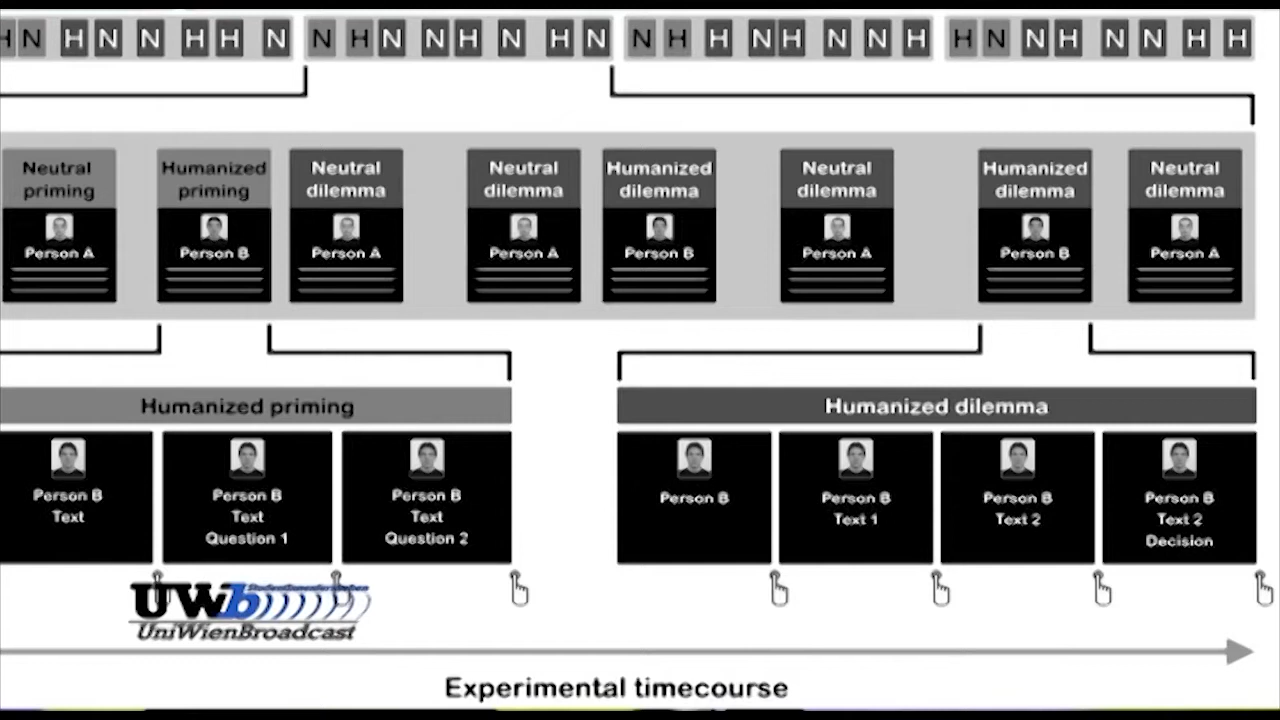 H N H N N H H N N H N N H N H N N H H N H N N H H N N H N N H H
Neutral priming
Person A
Humanized priming
Person B
Neutral dilemma
Person A
Neutral dilemma
Person A
Humanized dilemma
Person B
Neutral dilemma
Person A
Humanized dilemma
Person B
Neutral dilemma
Person A
Humanized priming
Person B
Text
Person B
Text
Question 1
Person B
Text
Question 2
Humanized dilemma
Person B
Person B
Text 1
Person B
Text 2
Person B
Text 2
Decision
UWb
UniWienBroadcast
Experimental timecourse